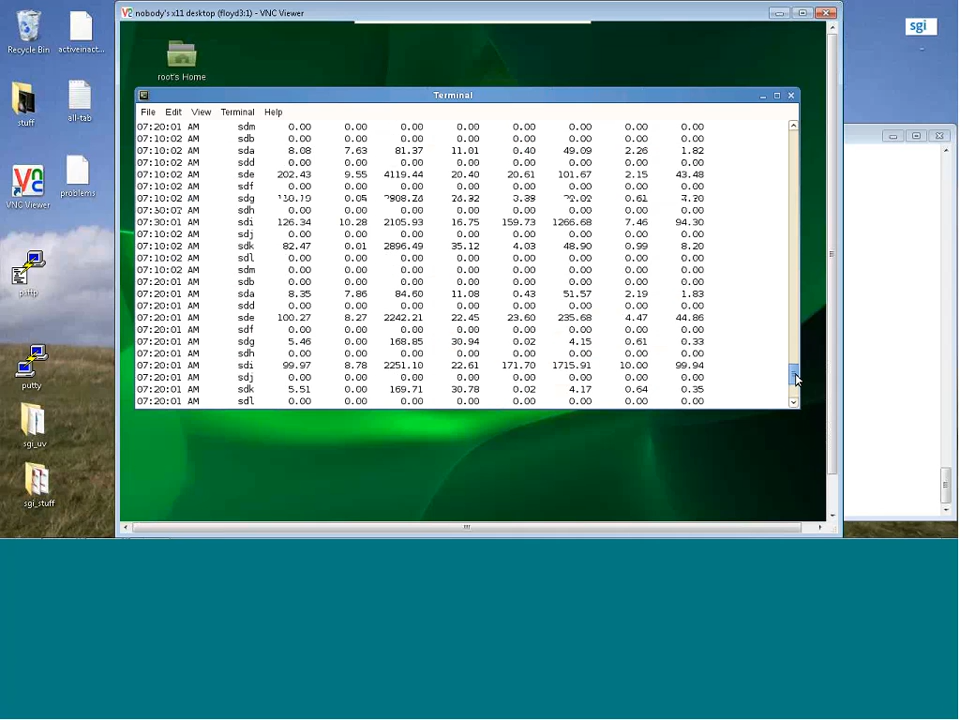 nobody's x11 desktop (floyd3:1) - VNC Viewer
Recycle Bin
activeinact...
sgi
root's Home
stuff
all-tab
VNC Viewer
problems
psftp
putty
sgi_uv
sgi_stuff
Terminal
File Edit View Terminal Help
07:20:01 AM sdm 0.00 0.00 0.00 0.00 0.00 0.00 0.00 0.00
07:10:02 AM sdb 0.00 0.00 0.00 0.00 0.00 0.00 0.00 0.00
07:10:02 AM sda 8.08 7.63 81.37 11.01 0.40 49.09 2.26 1.82
07:10:02 AM sdd 0.00 0.00 0.00 0.00 0.00 0.00 0.00 0.00
07:10:02 AM sde 202.43 9.55 4119.44 20.40 20.61 101.67 2.15 43.48
07:10:02 AM sdf 0.00 0.00 0.00 0.00 0.00 0.00 0.00 0.00
07:10:02 AM sdg 0.05 0.61
AM sdh 0.00 0.00 0.00 0.00 0.00 0.00 0.00 0.00
07:30:01 AM sdi 126.34 10.28 2105.93 16.75 159.73 1266.68 7.46 94.30
07:10:02 AM sdj 0.00 0.00 0.00 0.00 0.00 0.00 0.00 0.00
07:10:02 AM sdk 82.47 0.01 2896.49 35.12 4.03 48.90 0.99 8.20
07:10:02 AM sdl 0.00 0.00 0.00 0.00 0.00 0.00 0.00 0.00
07:10:02 AM sdm 0.00 0.00 0.00 0.00 0.00 0.00 0.00 0.00
07:20:01 AM sdb 0.00 0.00 0.00 0.00 0.00 0.00 0.00 0.00
07:20:01 AM sda 8.35 7.86 84.60 11.08 0.43 51.57 2.19 1.83
07:20:01 AM sdd 0.00 0.00 0.00 0.00 0.00 0.00 0.00 0.00
07:20:01 AM sde 100.27 8.27 2242.21 22.45 23.60 235.68 4.47 44.86
07:20:01 AM sdf 0.00 0.00 0.00 0.00 0.00 0.00 0.00 0.00
07:20:01 AM sdg 5.46 0.00 168.85 30.94 0.02 4.15 0.61 0.33
07:20:01 AM sdh 0.00 0.00 0.00 0.00 0.00 0.00 0.00 0.00
07:20:01 AM sdi 99.97 8.78 2251.10 22.61 171.70 1715.91 10.00 99.94
07:20:01 AM sdj 0.00 0.00 0.00 0.00 0.00 0.00 0.00 0.00
07:20:01 AM sdk 5.51 0.00 169.71 30.78 0.02 4.17 0.64 0.35
07:20:01 AM sdl 0.00 0.00 0.00 0.00 0.00 0.00 0.00 0.00